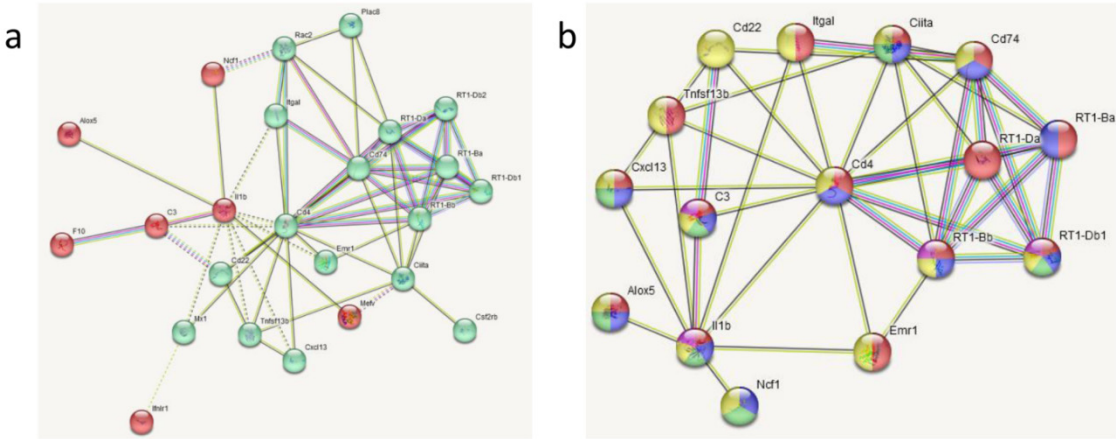 a
Plac8
Rac2
Ncf1
Itgal
RT1-Db2
Alox5
RT1-Da
RT1-Ba
Cd74
RT1-Db1
Il1b
C3
RT1-Bb
F10
Cd4
Emr1
Cd22
Ciita
Mefv
Mx1
Tnfsf13b
Csf2rb
Cxcl13
Ifnlr1
b
Itgal
Ciita
Cd22
Cd74
Tnfsf13b
RT1-Ba
RT1-Da
Cd4
Cxcl13
C3
RT1-Bb
RT1-Db1
Alox5
Il1b
Emr1
Ncf1